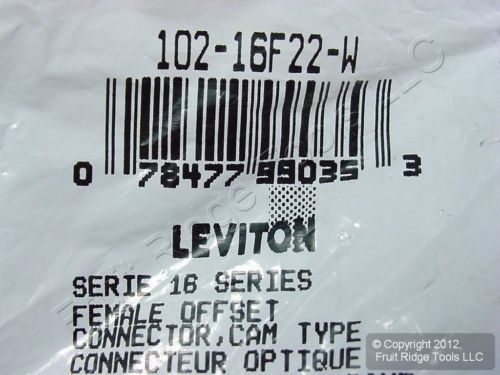 102-16F22-W
0 78477 99035 3
LEVITON
SERIE 16 SERIES
FEMALE OFFSET
CONNECTOR,CAM TYPE
CONNECTEUR OPTIQUE
© Copyright 2012,
Fruit Ridge Tools LLC